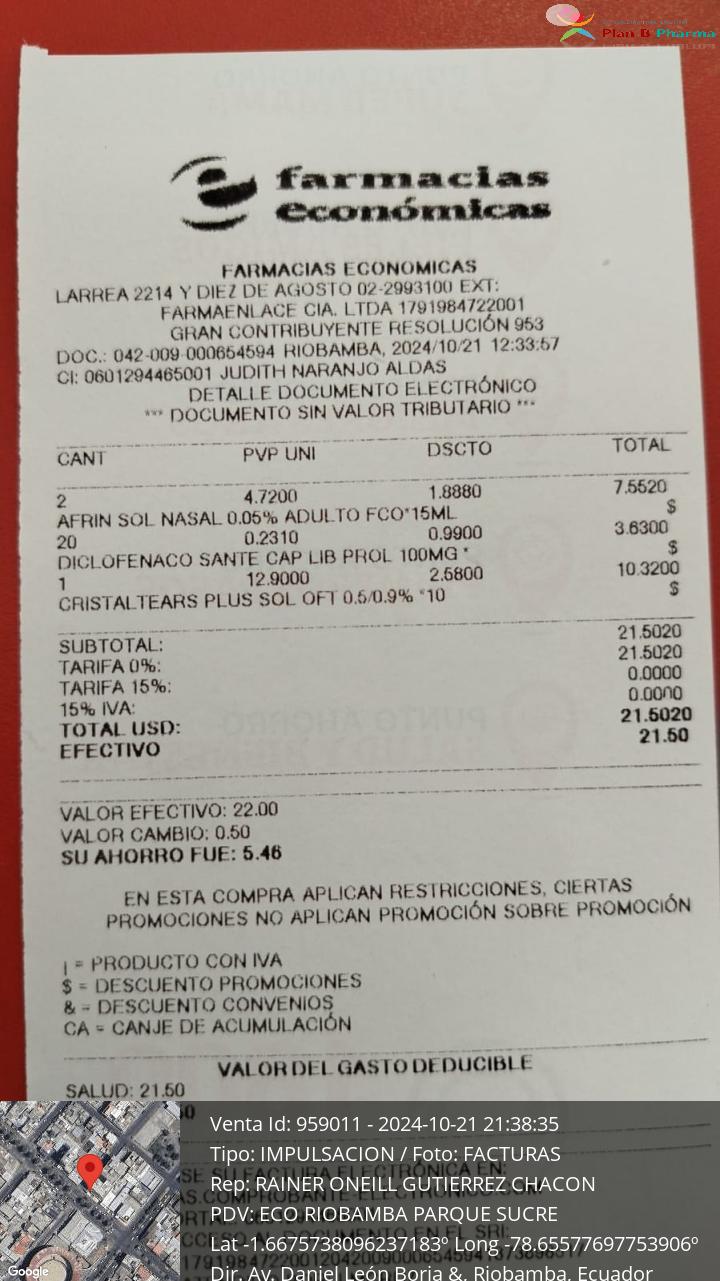 Plan B Pharma
farmacias
económicas
FARMACIAS ECONOMICAS
LARREA 2214 Y DIEZ DE AGOSTO 02-2993100 EXT:
FARMAENLACE CIA. LTDA 1791984722001
GRAN CONTRIBUYENTE RESOLUCIÓN 953
DOC.: 042-009-000654594 RIOBAMBA, 2024/10/21 12:33:57
CI: 0601294465001 JUDITH NARANJO ALDAS
DETALLE DOCUMENTO ELECTRÓNICO
*** DOCUMENTO SIN VALOR TRIBUTARIO ***
CANT PVP UNI DSCTO TOTAL
2 4.7200 1.8880 7.5520
AFRIN SOL NASAL 0.05% ADULTO FCO*15ML $
20 0.2310 0.9900 3.6300
DICLOFENACO SANTE CAP LIB PROL 100MG * $
1 12.9000 2.5800 10.3200
CRISTALTEARS PLUS SOL OFT 0.5/0.9% *10 $
SUBTOTAL: 21.5020
TARIFA 0%: 21.5020
TARIFA 15%: 0.0000
15% IVA: 0.0000
TOTAL USD: 21.5020
EFECTIVO 21.50
VALOR EFECTIVO: 22.00
VALOR CAMBIO: 0.50
SU AHORRO FUE: 5.46
EN ESTA COMPRA APLICAN RESTRICCIONES, CIERTAS
PROMOCIONES NO APLICAN PROMOCIÓN SOBRE PROMOCIÓN
| = PRODUCTO CON IVA
$ = DESCUENTO PROMOCIONES
& = DESCUENTO CONVENIOS
CA = CANJE DE ACUMULACIÓN
VALOR DEL GASTO DEDUCIBLE
SALUD: 21.50
Venta Id: 959011 - 2024-10-21 21:38:35
Tipo: IMPULSACION / Foto: FACTURAS
SE SU FACTURA ELECTRÓNICA EN:
Rep: RAINER ONEILL GUTIERREZ CHACON
PDV: ECO RIOBAMBA PARQUE SUCRE
Lat -1.6675738096237183º Long -78.65577697753906º
Dir. Av. Daniel León Borja &, Riobamba, Ecuador
Google